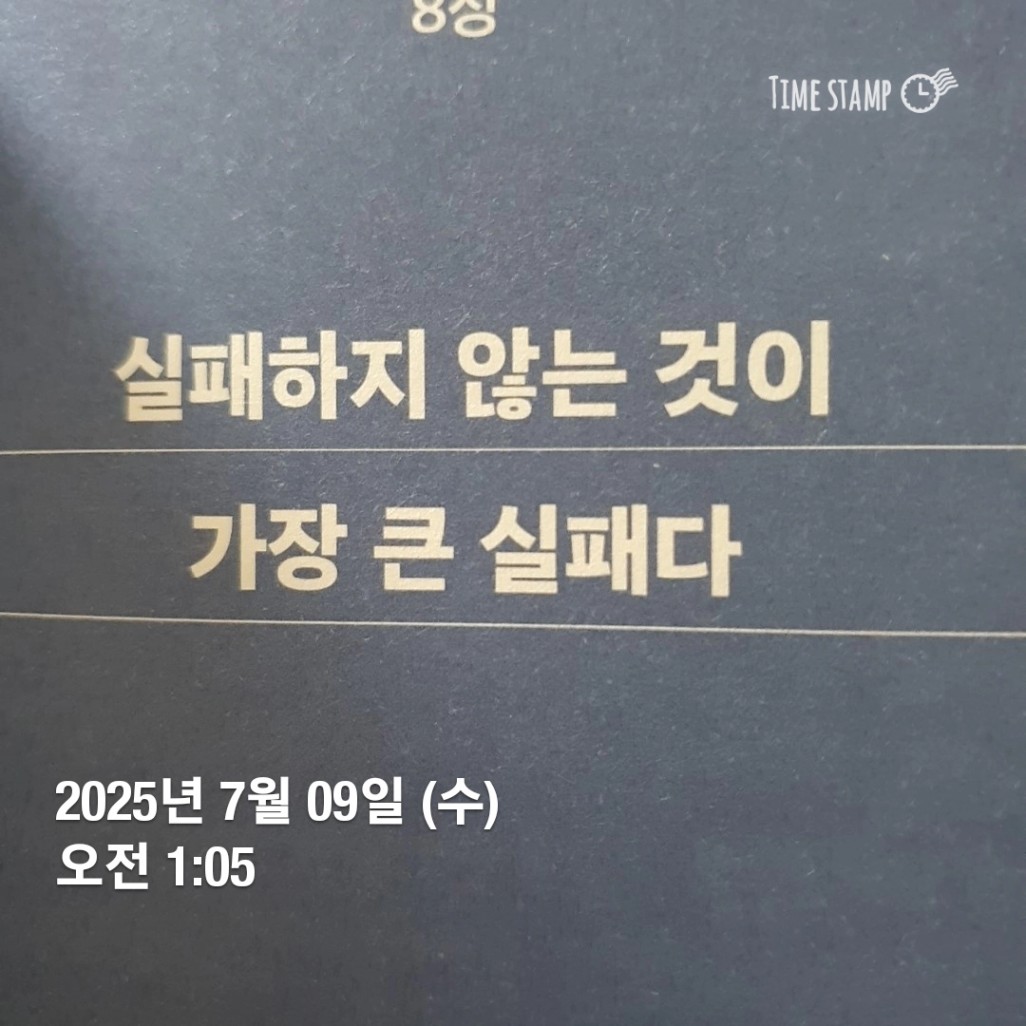 8장
TIME STAMP
실패하지 않는 것이
가장 큰 실패다
2025년 7월 09일 (수)
오전 1:05